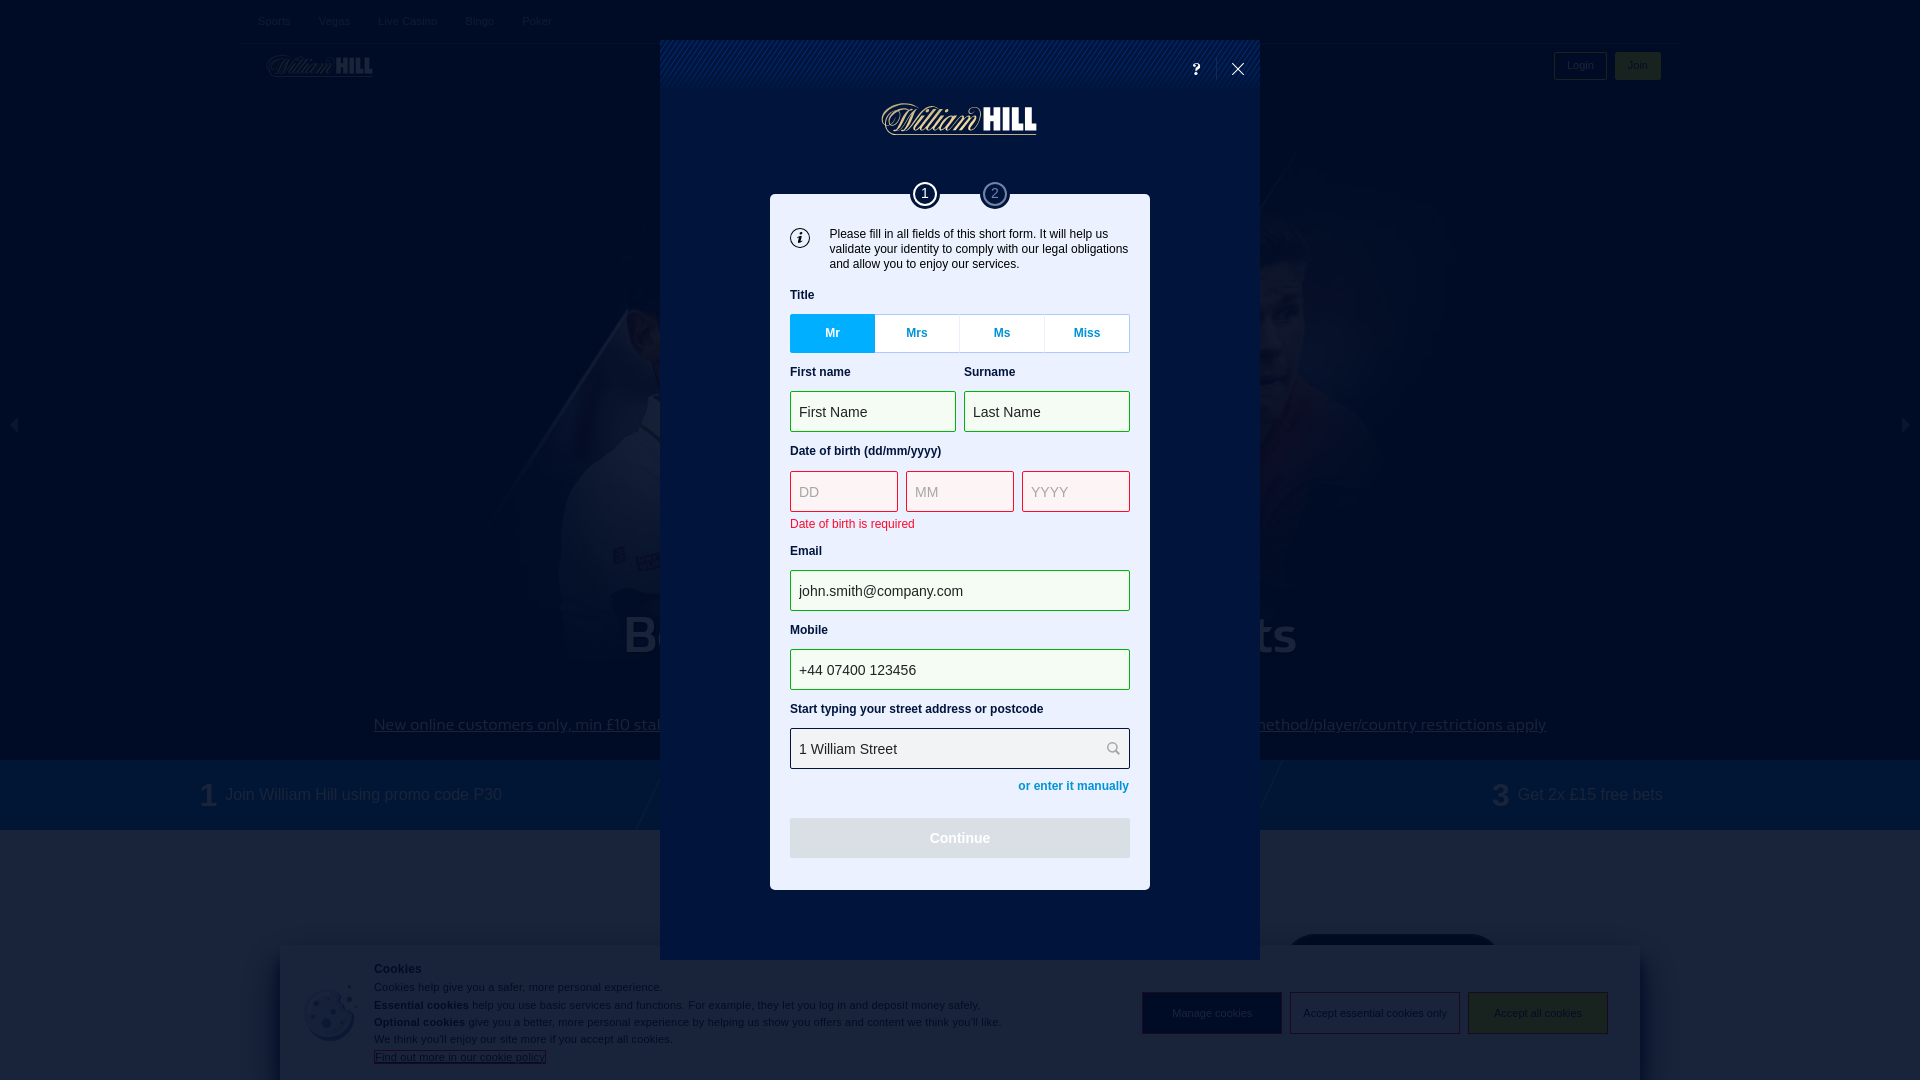 Sports Vegas Live Casino Bingo Poker
William HILL
Login Join
?
William HILL
1 2
Please fill in all fields of this short form. It will help us
validate your identity to comply with our legal obligations
and allow you to enjoy our services.
Title
Mr Mrs Ms Miss
First name Surname
First Name Last Name
Date of birth (dd/mm/yyyy)
DD MM YYYY
Date of birth is required
Email
john.smith@company.com
Mobile
+44 07400 123456
Start typing your street address or postcode
1 William Street
or enter it manually
Continue
New online customers only, min £10 method/player/country restrictions apply
1 Join William Hill using promo code P30
3 Get 2x £15 free bets
Cookies
Cookies help give you a safer, more personal experience.
Essential cookies help you use basic services and functions. For example, they let you log in and deposit money safely.
Optional cookies give you a better, more personal experience by helping us show you offers and content we think you'll like.
We think you'll enjoy our site more if you accept all cookies.
Find out more in our cookie policy
Manage cookies Accept essential cookies only Accept all cookies